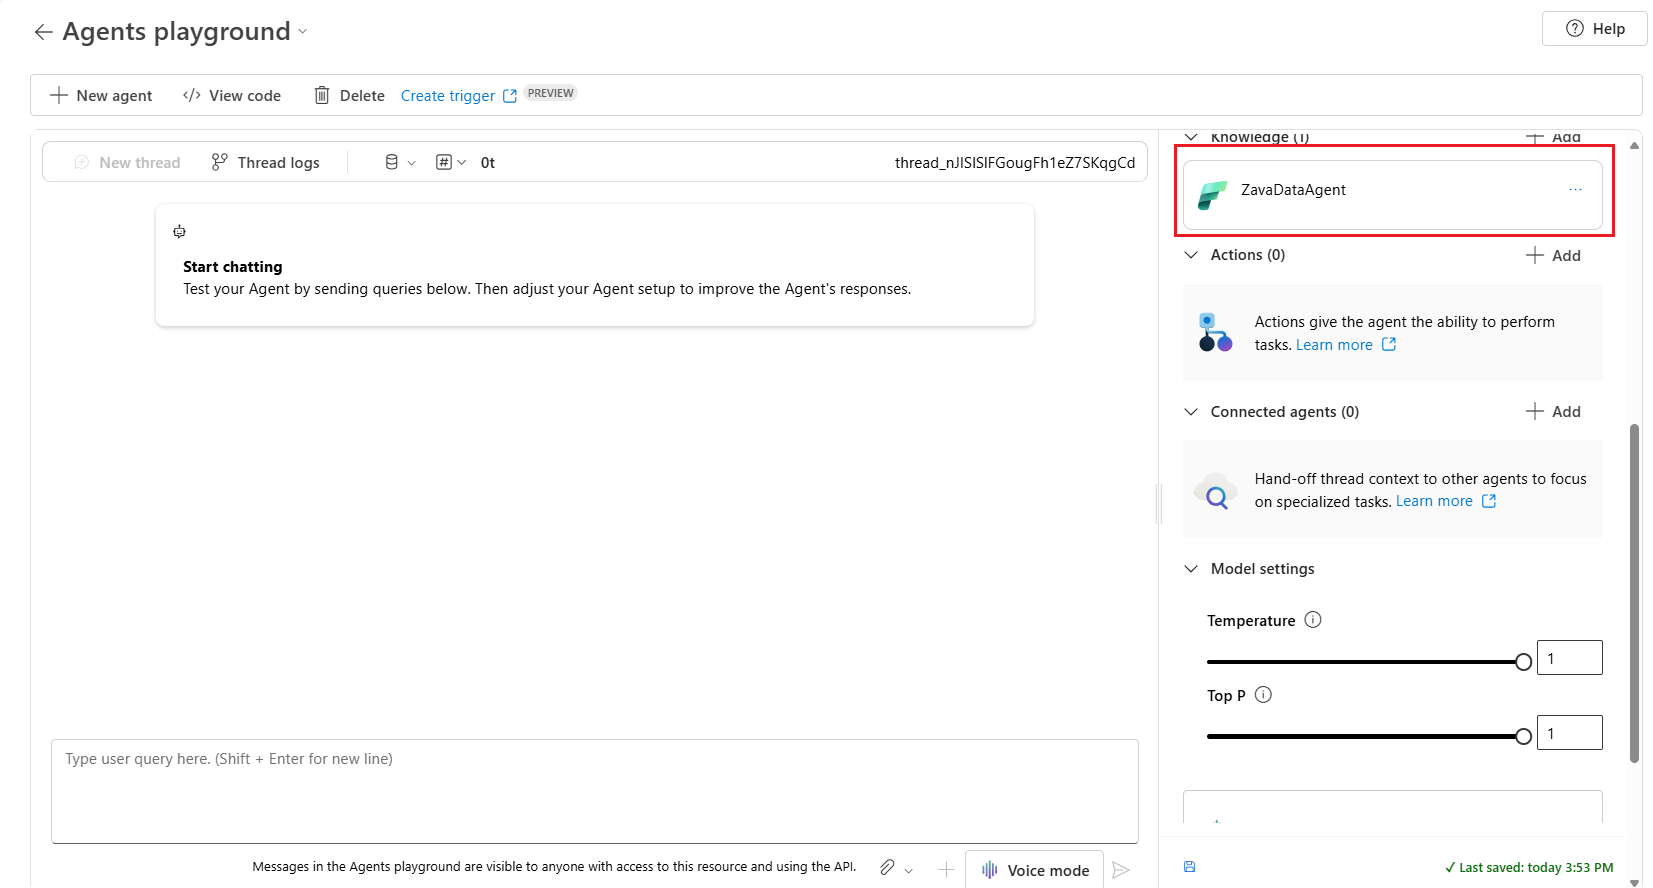 Agents playground
Help
New agent
View code
Delete
Create trigger
PREVIEW
New thread
Thread logs
0t
thread_nJlSISIFGougFh1eZ7SKqgCd
Start chatting
Test your Agent by sending queries below. Then adjust your Agent setup to improve the Agent's responses.
Type user query here. (Shift + Enter for new line)
Messages in the Agents playground are visible to anyone with access to this resource and using the API.
Voice mode
Knowledge (1)
Add
ZavaDataAgent
Actions (0)
Add
Actions give the agent the ability to perform
tasks. Learn more
Connected agents (0)
Add
Hand-off thread context to other agents to focus
on specialized tasks. Learn more
Model settings
Temperature
1
Top P
1
Last saved: today 3:53 PM